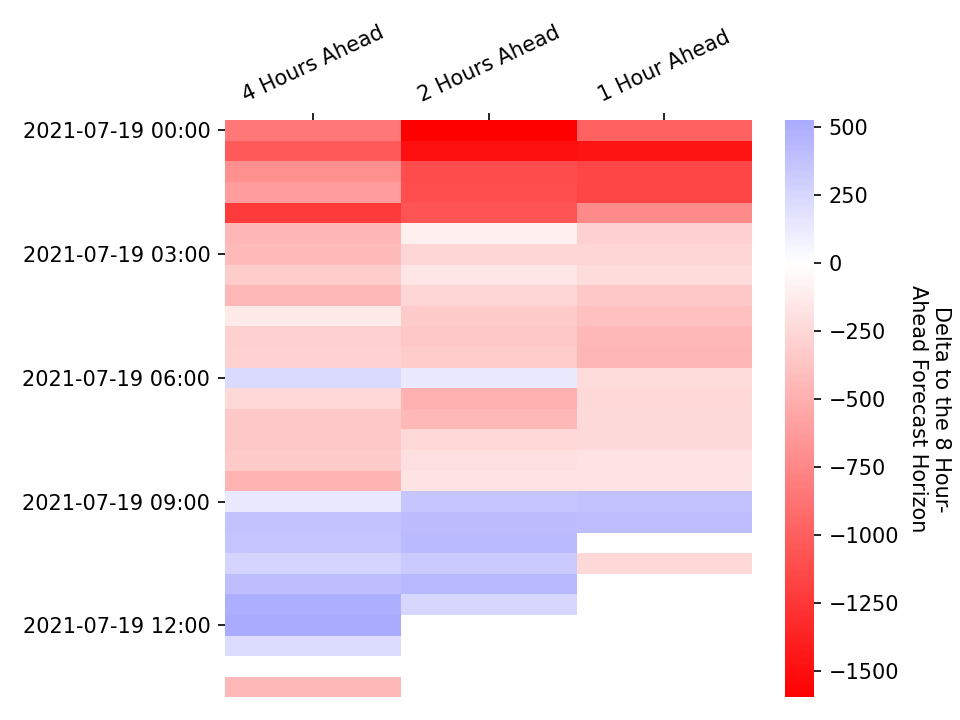 4 Hours Ahead
2 Hours Ahead
1 Hour Ahead
2021-07-19 00:00
2021-07-19 03:00
2021-07-19 06:00
2021-07-19 09:00
2021-07-19 12:00
500
250
0
−250
−500
−750
−1000
−1250
−1500
Delta to the 8 Hour-
Ahead Forecast Horizon